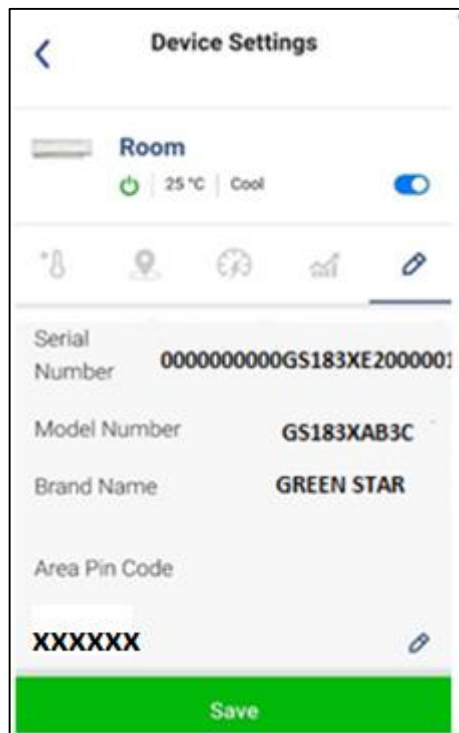 Device Settings
Room
25 °C | Cool
Serial
Number
0000000000GS183XE2000001
Model Number GS183XAB3C
Brand Name GREEN STAR
Area Pin Code
XXXXXX
Save